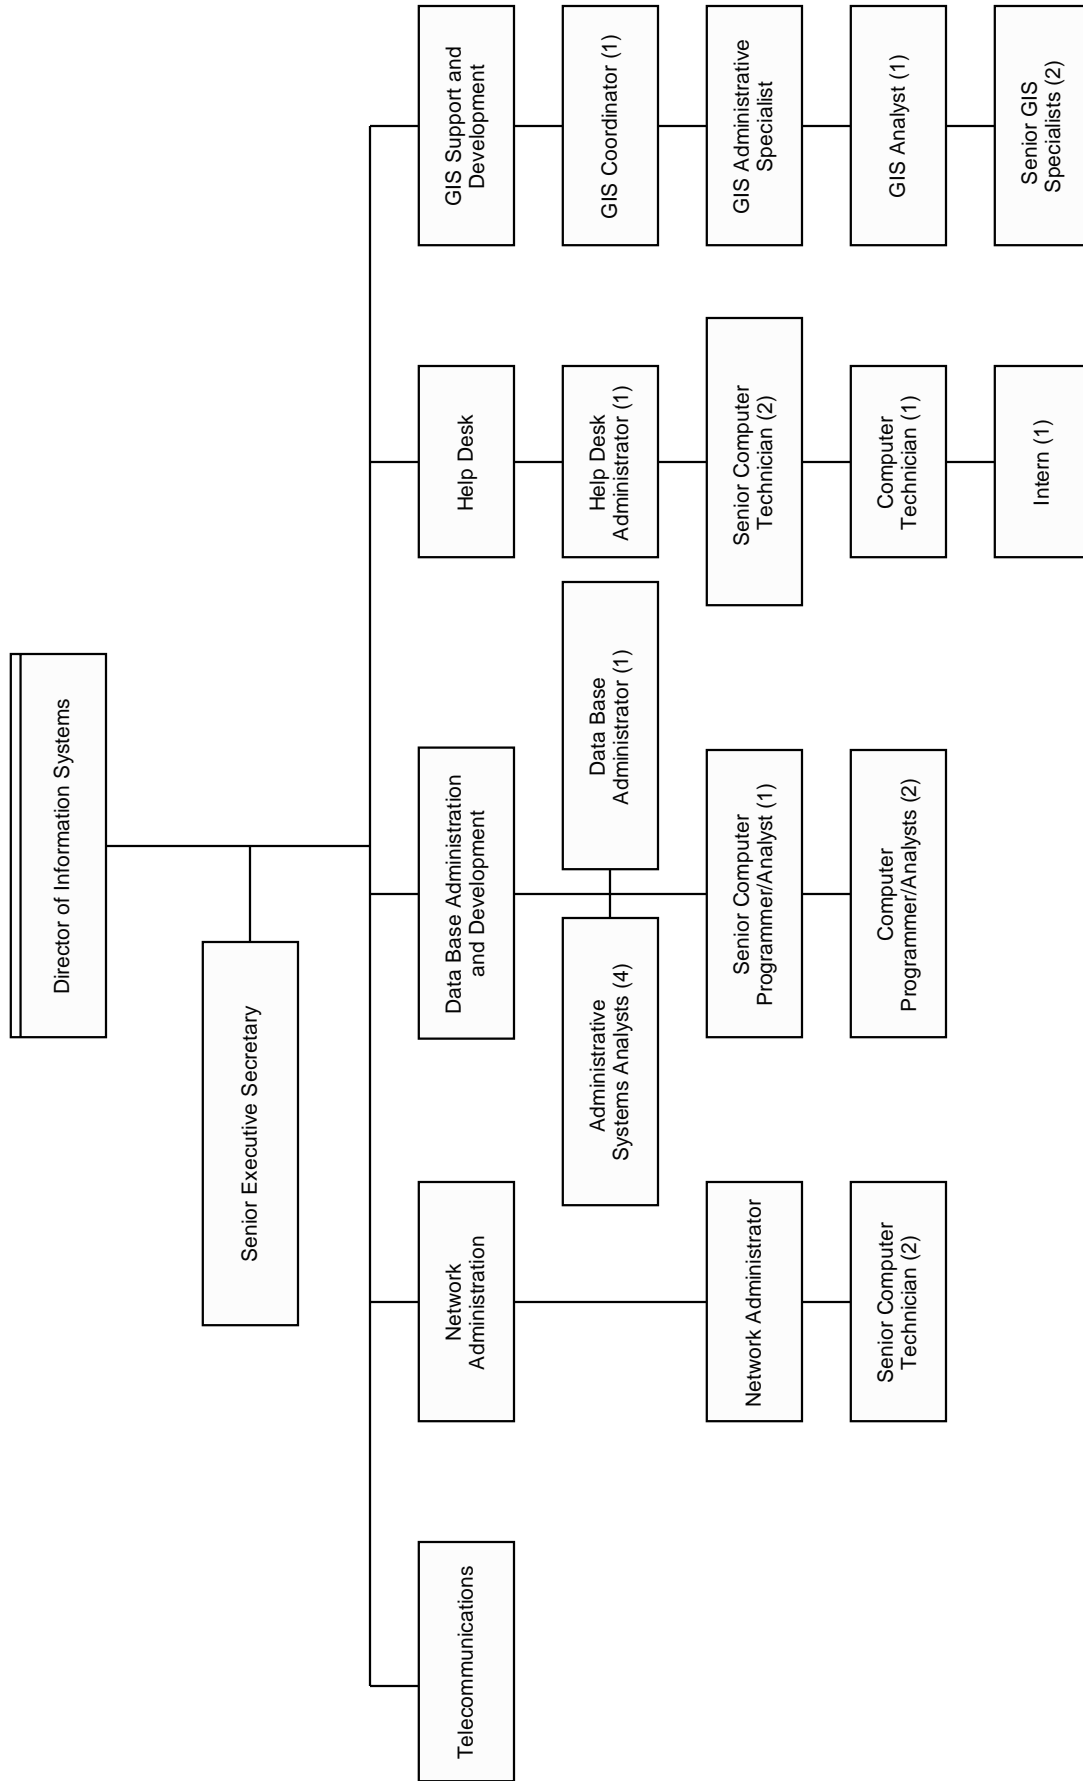 Director of Information Systems
Senior Executive Secretary
Telecommunications
Network
Administration
Data Base Administration
and Development
Help Desk
GIS Support and
Development
Administrative
Systems Analysts (4)
Data Base
Administrator (1)
Help Desk
Administrator (1)
GIS Coordinator (1)
Network Administrator
Senior Computer
Programmer/Analyst (1)
Senior Computer
Technician (2)
GIS Administrative
Specialist
Senior Computer
Technician (2)
Computer
Programmer/Analysts (2)
Computer
Technician (1)
GIS Analyst (1)
Intern (1)
Senior GIS
Specialists (2)